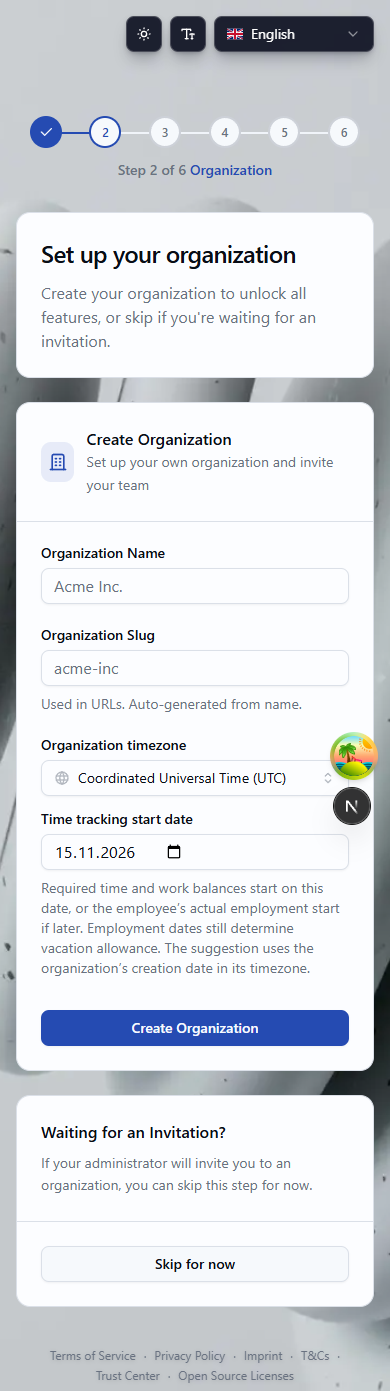 English
2
3
4
5
6
Step 2 of 6 Organization
Set up your organization
Create your organization to unlock all
features, or skip if you're waiting for an
invitation.
Create Organization
Set up your own organization and invite
your team
Organization Name
Acme Inc.
Organization Slug
acme-inc
Used in URLs. Auto-generated from name.
Organization timezone
Coordinated Universal Time (UTC)
N
Time tracking start date
15.11.2026
Required time and work balances start on this
date, or the employee's actual employment start
if later. Employment dates still determine
vacation allowance. The suggestion uses the
organization's creation date in its timezone.
Create Organization
Waiting for an Invitation?
If your administrator will invite you to an
organization, you can skip this step for now.
Skip for now
Terms of Service · Privacy Policy · Imprint · T&Cs ·
Trust Center · Open Source Licenses